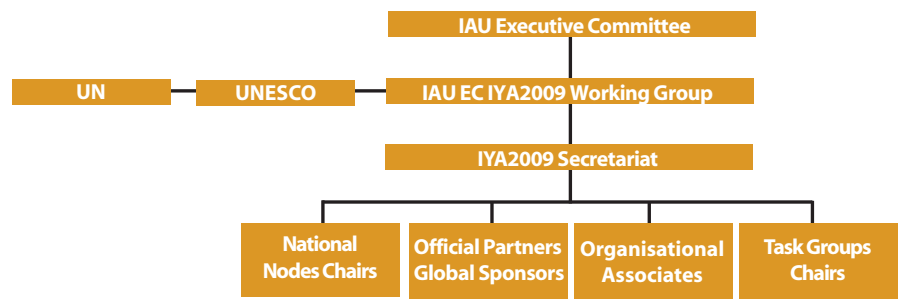 IAU Executive Committee
UN
UNESCO
IAU EC IYA2009 Working Group
IYA2009 Secretariat
National
Nodes Chairs
Official Partners
Global Sponsors
Organisational
Associates
Task Groups
Chairs